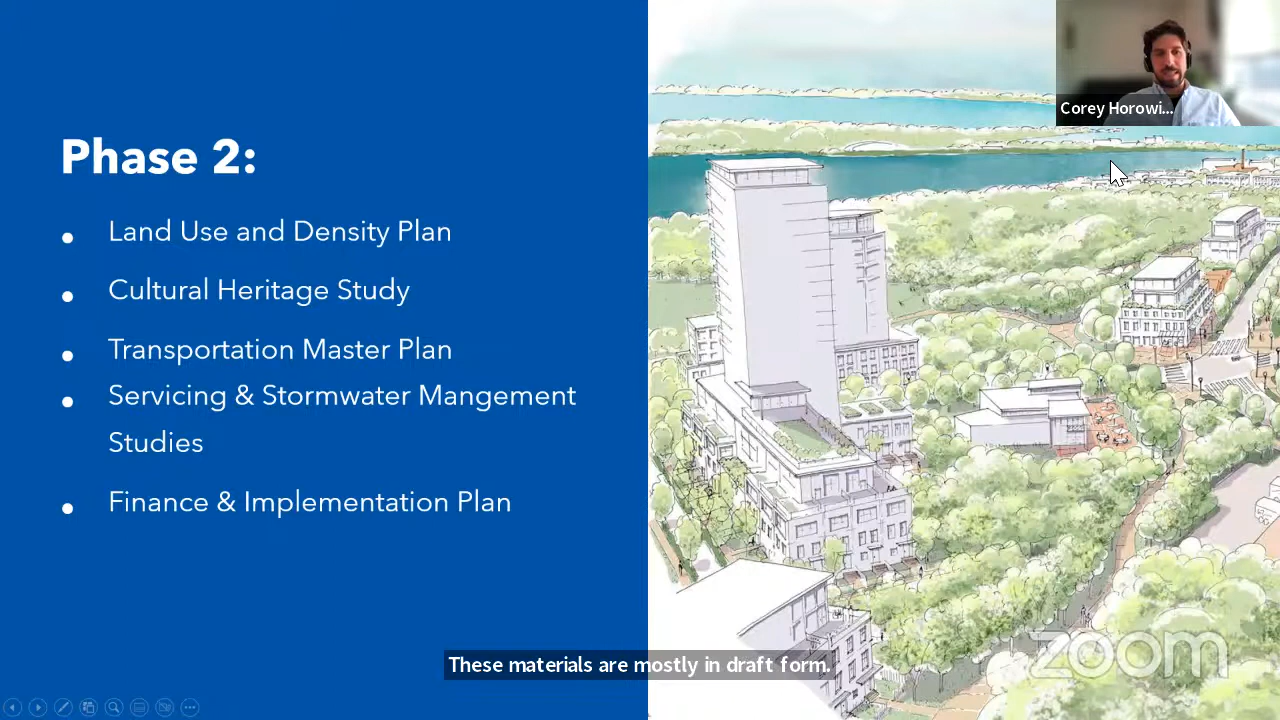 Corey Horowi...
Phase 2:
Land Use and Density Plan
Cultural Heritage Study
Transportation Master Plan
Servicing & Stormwater Mangement
Studies
Finance & Implementation Plan
These materials are mostly in draft form.
zoom